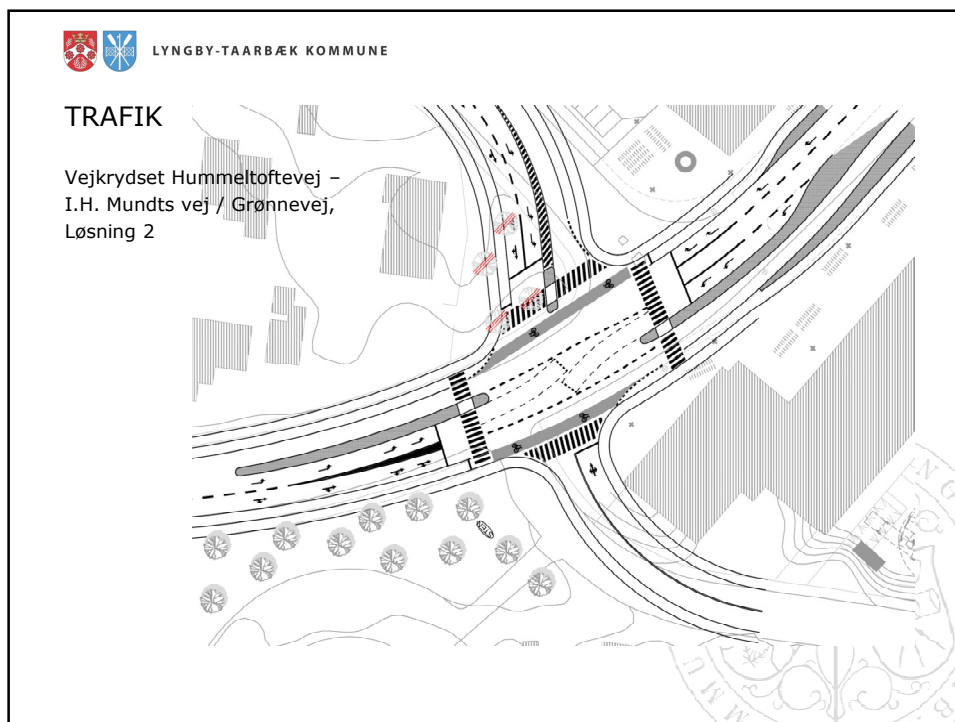 LYNGBY-TAARBÆK KOMMUNE
TRAFIK
Vejkrydset Hummeltoftevej –
I.H. Mundts vej / Grønnevej,
Løsning 2